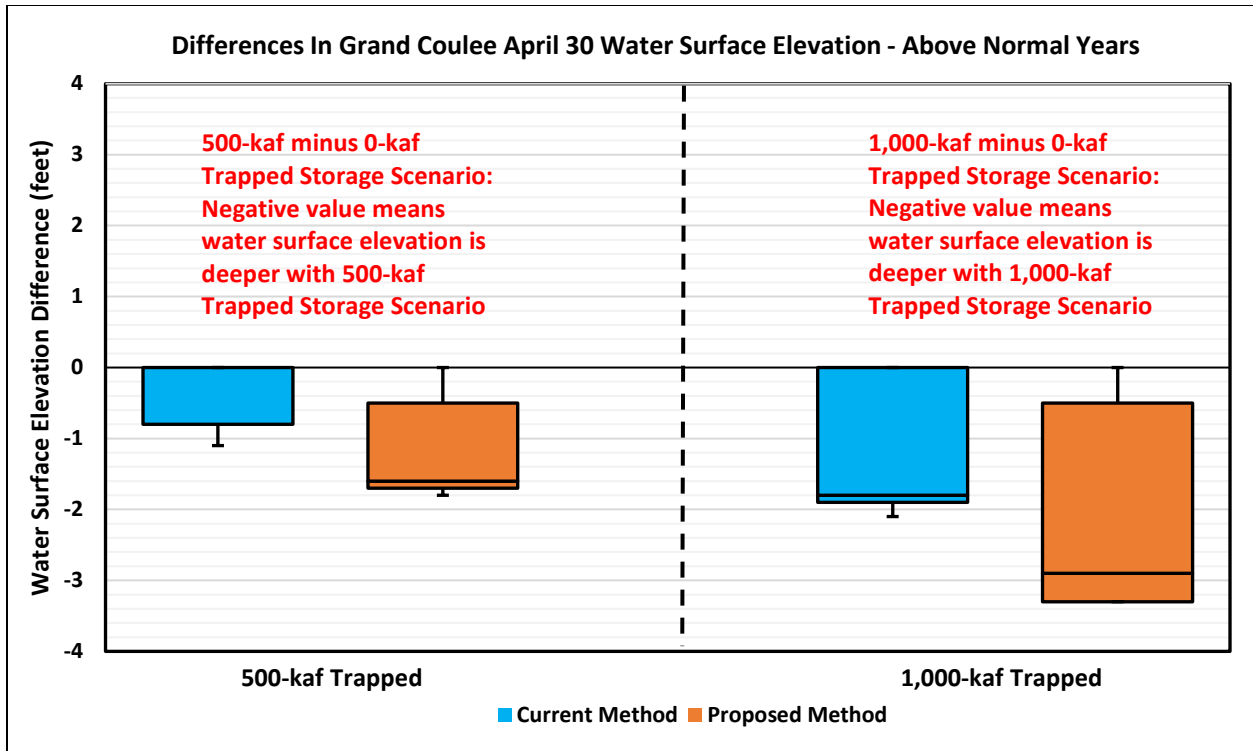 Differences In Grand Coulee April 30 Water Surface Elevation - Above Normal Years
Water Surface Elevation Difference (feet)
4
3
2
1
0
-1
-2
-3
-4
500-kaf minus 0-kaf
Trapped Storage Scenario:
Negative value means
water surface elevation is
deeper with 500-kaf
Trapped Storage Scenario
1,000-kaf minus 0-kaf
Trapped Storage Scenario:
Negative value means
water surface elevation is
deeper with 1,000-kaf
Trapped Storage Scenario
500-kaf Trapped
1,000-kaf Trapped
Current Method
Proposed Method